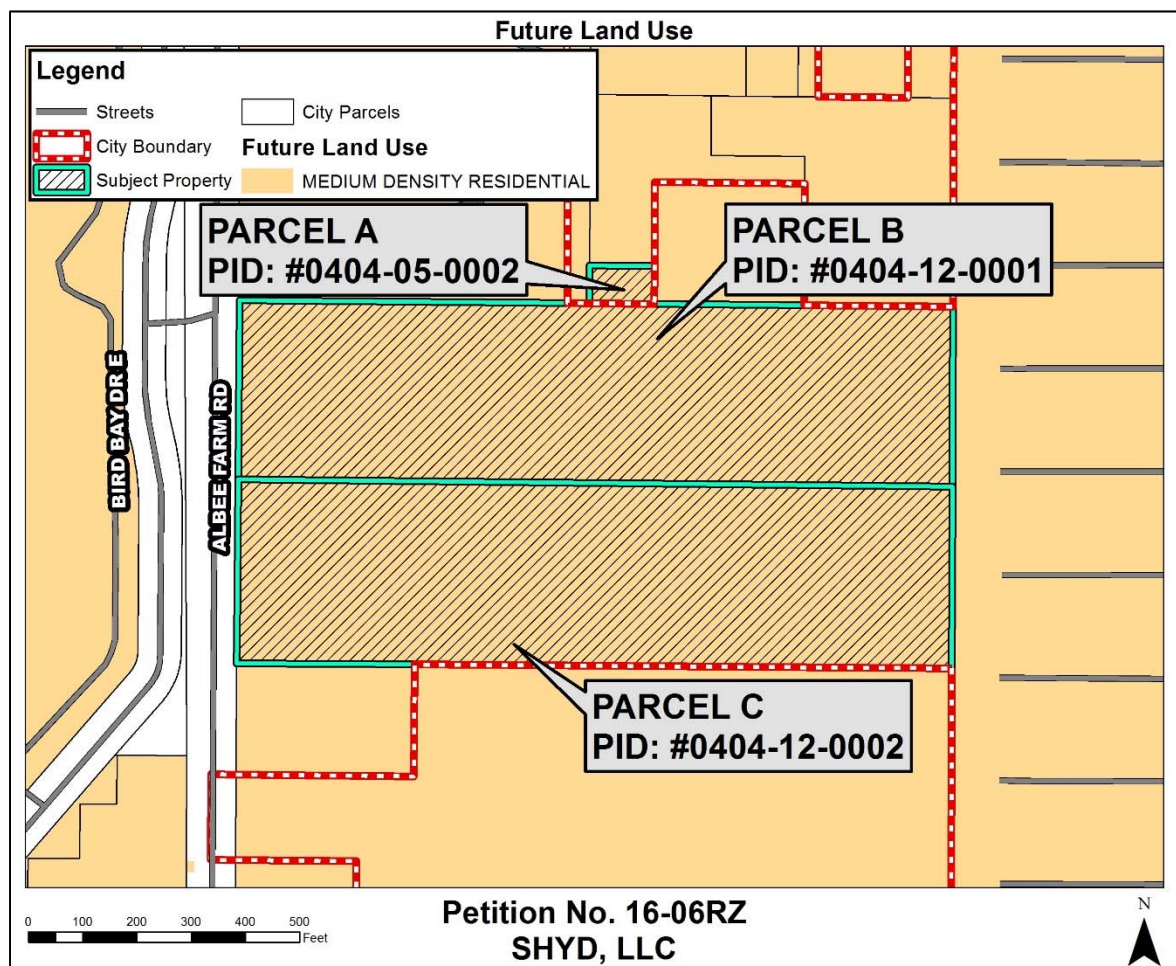 Future Land Use
Legend
Streets
City Parcels
City Boundary
Future Land Use
Subject Property
MEDIUM DENSITY RESIDENTIAL
PARCEL A
PID: #0404-05-0002
PARCEL B
PID: #0404-12-0001
BIRD BAY DR E
ALBEE FARM RD
PARCEL C
PID: #0404-12-0002
0 100 200 300 400 500
Feet
Petition No. 16-06RZ
SHYD, LLC
N